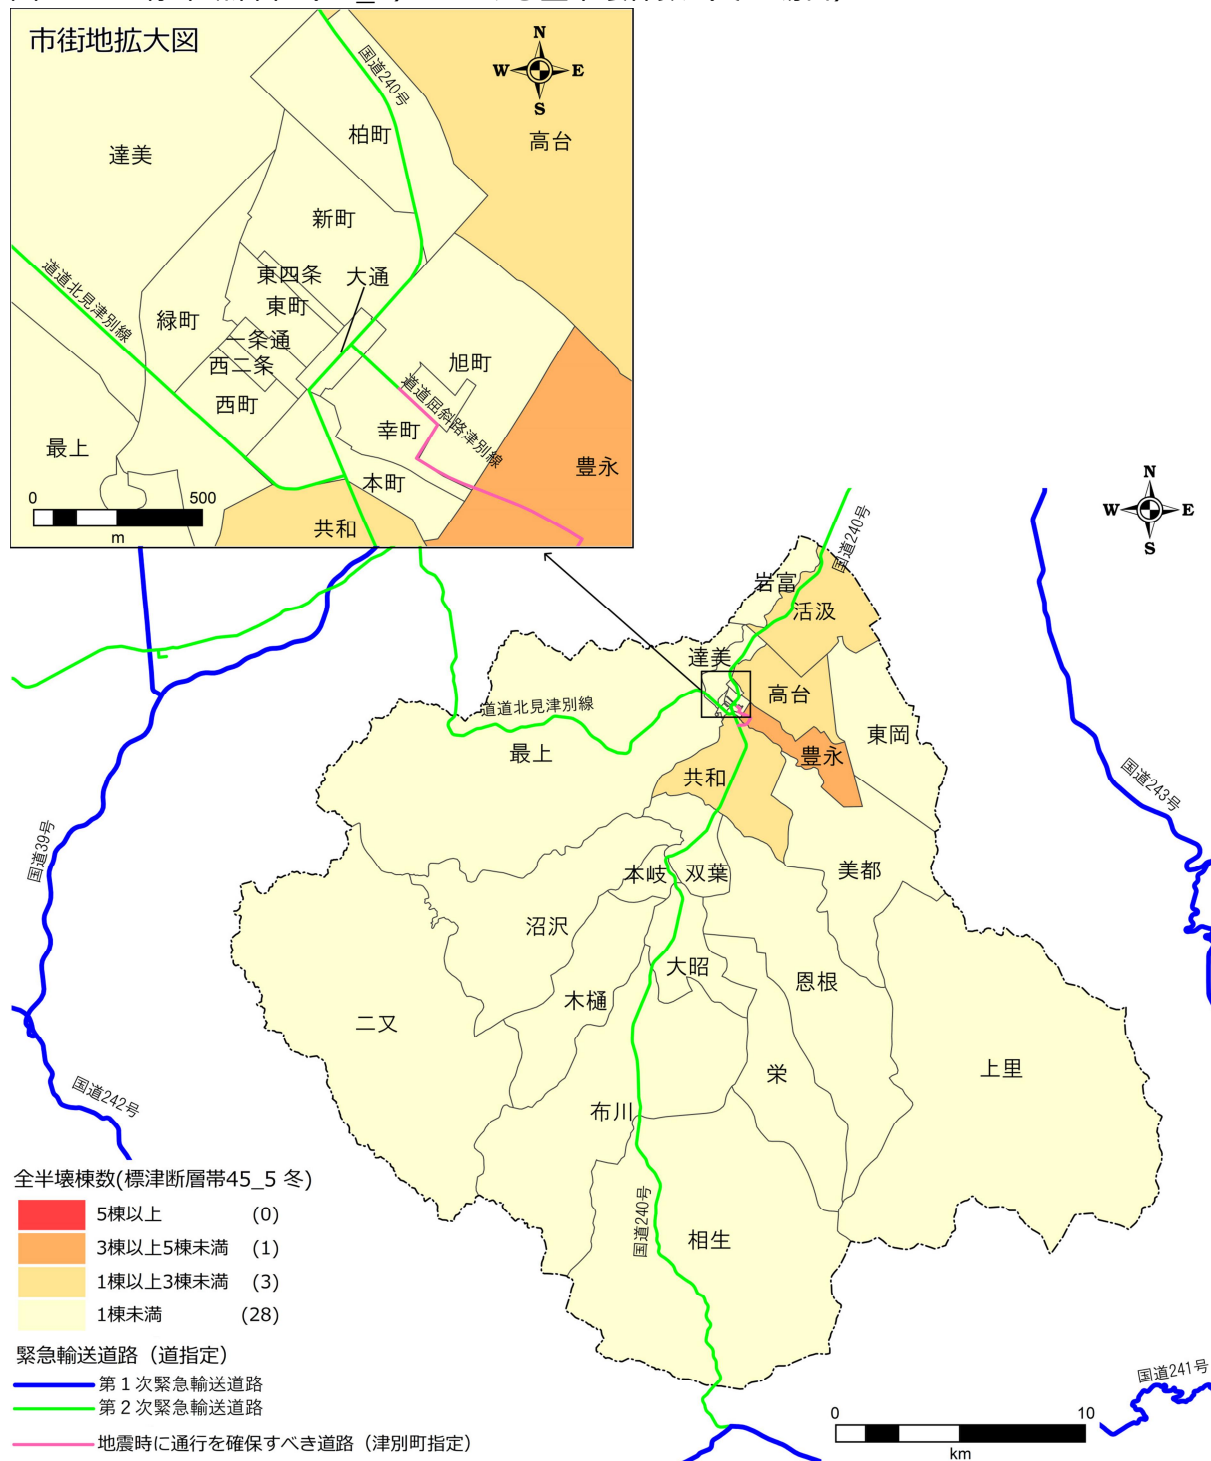 市街地拡大図
N
W
E
S
国道240号
高台
柏町
達美
新町
東四条
大通
東町
道道北見津別線
緑町
一条通
西二条
旭町
西町
道道屈斜路津別線
幸町
最上
豊永
本町
共和
0
500
m
N
W
E
S
国道240号
岩富
活汲
達美
高台
道道北見津別線
東岡
最上
豊永
共和
国道243号
国道39号
本岐
双葉
美都
沼沢
大昭
恩根
木樋
二又
上里
栄
国道242号
布川
国道240号
相生
国道241号
全半壊棟数(標津断層帯45_5 冬)
5棟以上 (0)
3棟以上5棟未満 (1)
1棟以上3棟未満 (3)
1棟未満 (28)
緊急輸送道路（道指定）
第１次緊急輸送道路
第２次緊急輸送道路
地震時に通行を確保すべき道路（津別町指定）
0
10
km